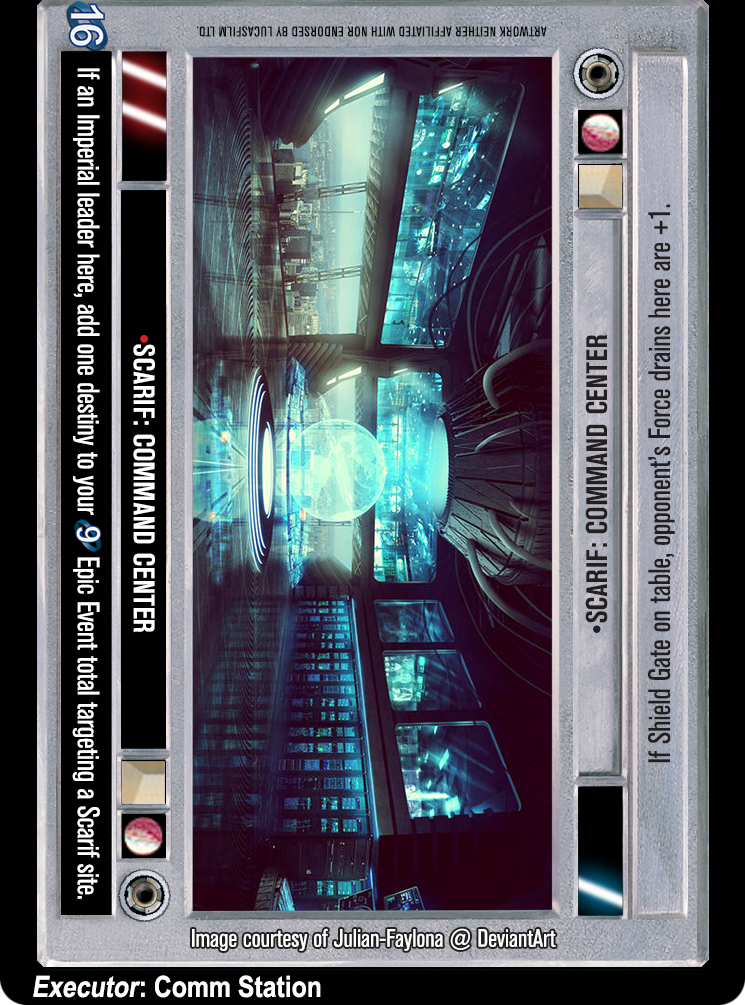 16
ARTWORK NEITHER AFFILIATED WITH NOR ENDORSED BY LUCASFILM LTD.
If an Imperial leader here, add one destiny to your 9 Epic Event total targeting a Scarif site.
•SCARIF: COMMAND CENTER
•SCARIF: COMMAND CENTER
If Shield Gate on table, opponent's Force drains here are +1.
Image courtesy of Julian-Faylona @ DeviantArt
Executor: Comm Station